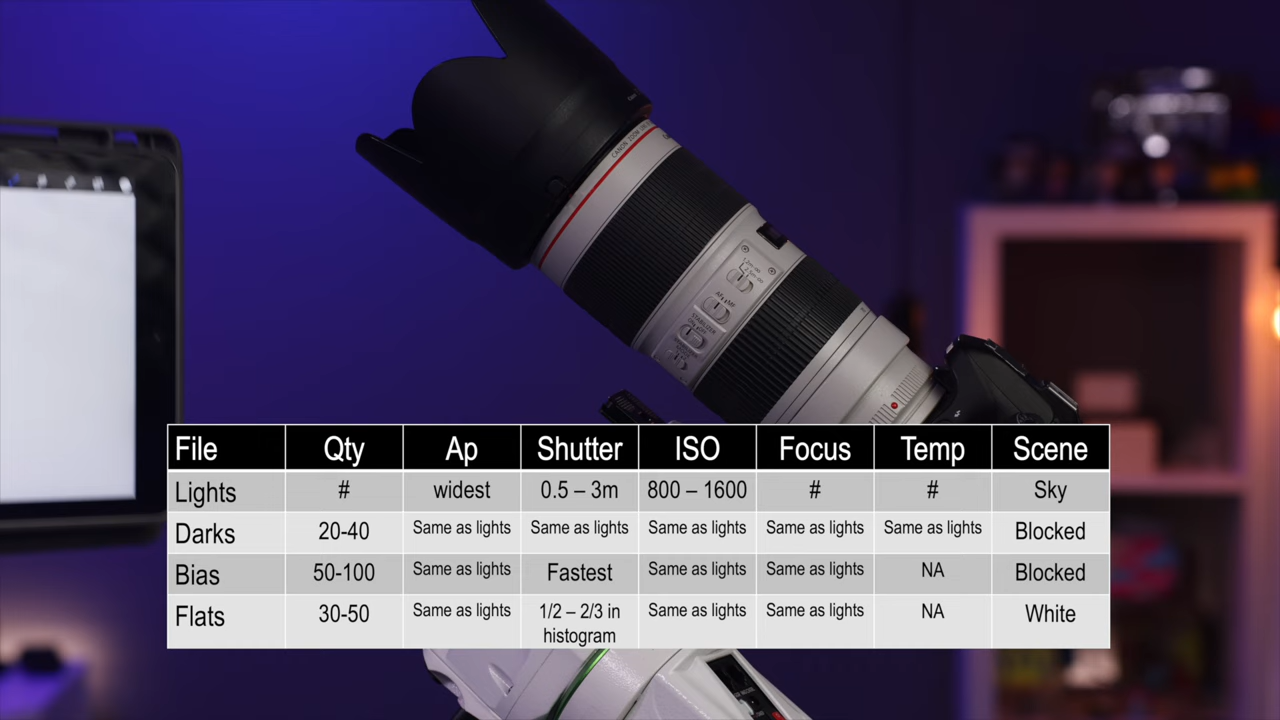 CANON ZOOM
STABILIZER
File Qty Ap Shutter ISO Focus Temp Scene
Lights # widest 0.5 – 3m 800 – 1600 # # Sky
Darks 20-40 Same as lights Same as lights Same as lights Same as lights Same as lights Blocked
Bias 50-100 Same as lights Fastest Same as lights Same as lights NA Blocked
Flats 30-50 Same as lights 1/2 – 2/3 in Same as lights Same as lights NA White
histogram